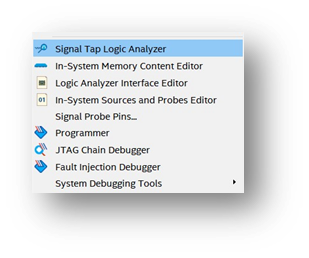 Signal Tap Logic Analyzer
In-System Memory Content Editor
Logic Analyzer Interface Editor
01 In-System Sources and Probes Editor
Signal Probe Pins...
Programmer
JTAG Chain Debugger
Fault Injection Debugger
System Debugging Tools